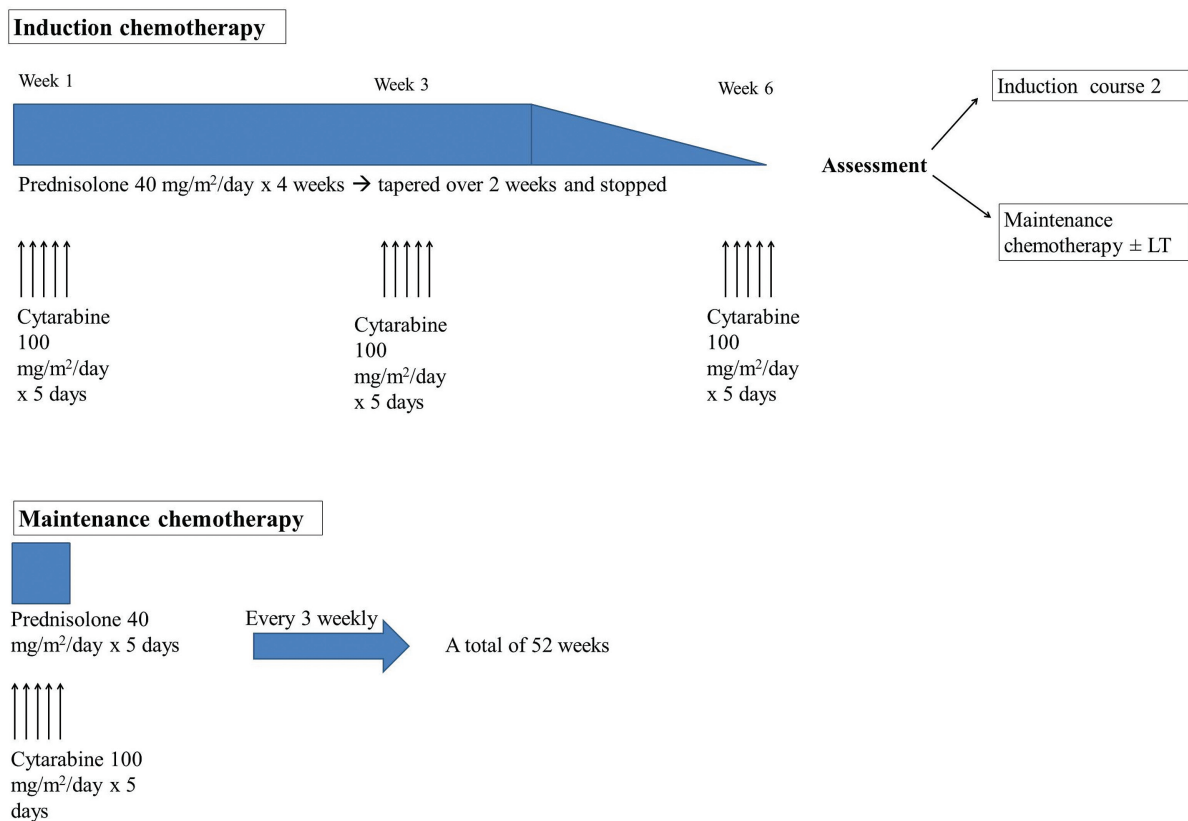 Induction chemotherapy
Week 1
Week 3
Week 6
Prednisolone 40 mg/m²/day x 4 weeks → tapered over 2 weeks and stopped
Assessment
Induction course 2
Maintenance
chemotherapy ± LT
Cytarabine
100
mg/m²/day
x 5 days
Cytarabine
100
mg/m²/day
x 5 days
Cytarabine
100
mg/m²/day
x 5 days
Maintenance chemotherapy
Prednisolone 40
mg/m²/day x 5 days
Every 3 weekly
A total of 52 weeks
Cytarabine 100
mg/m²/day x 5
days